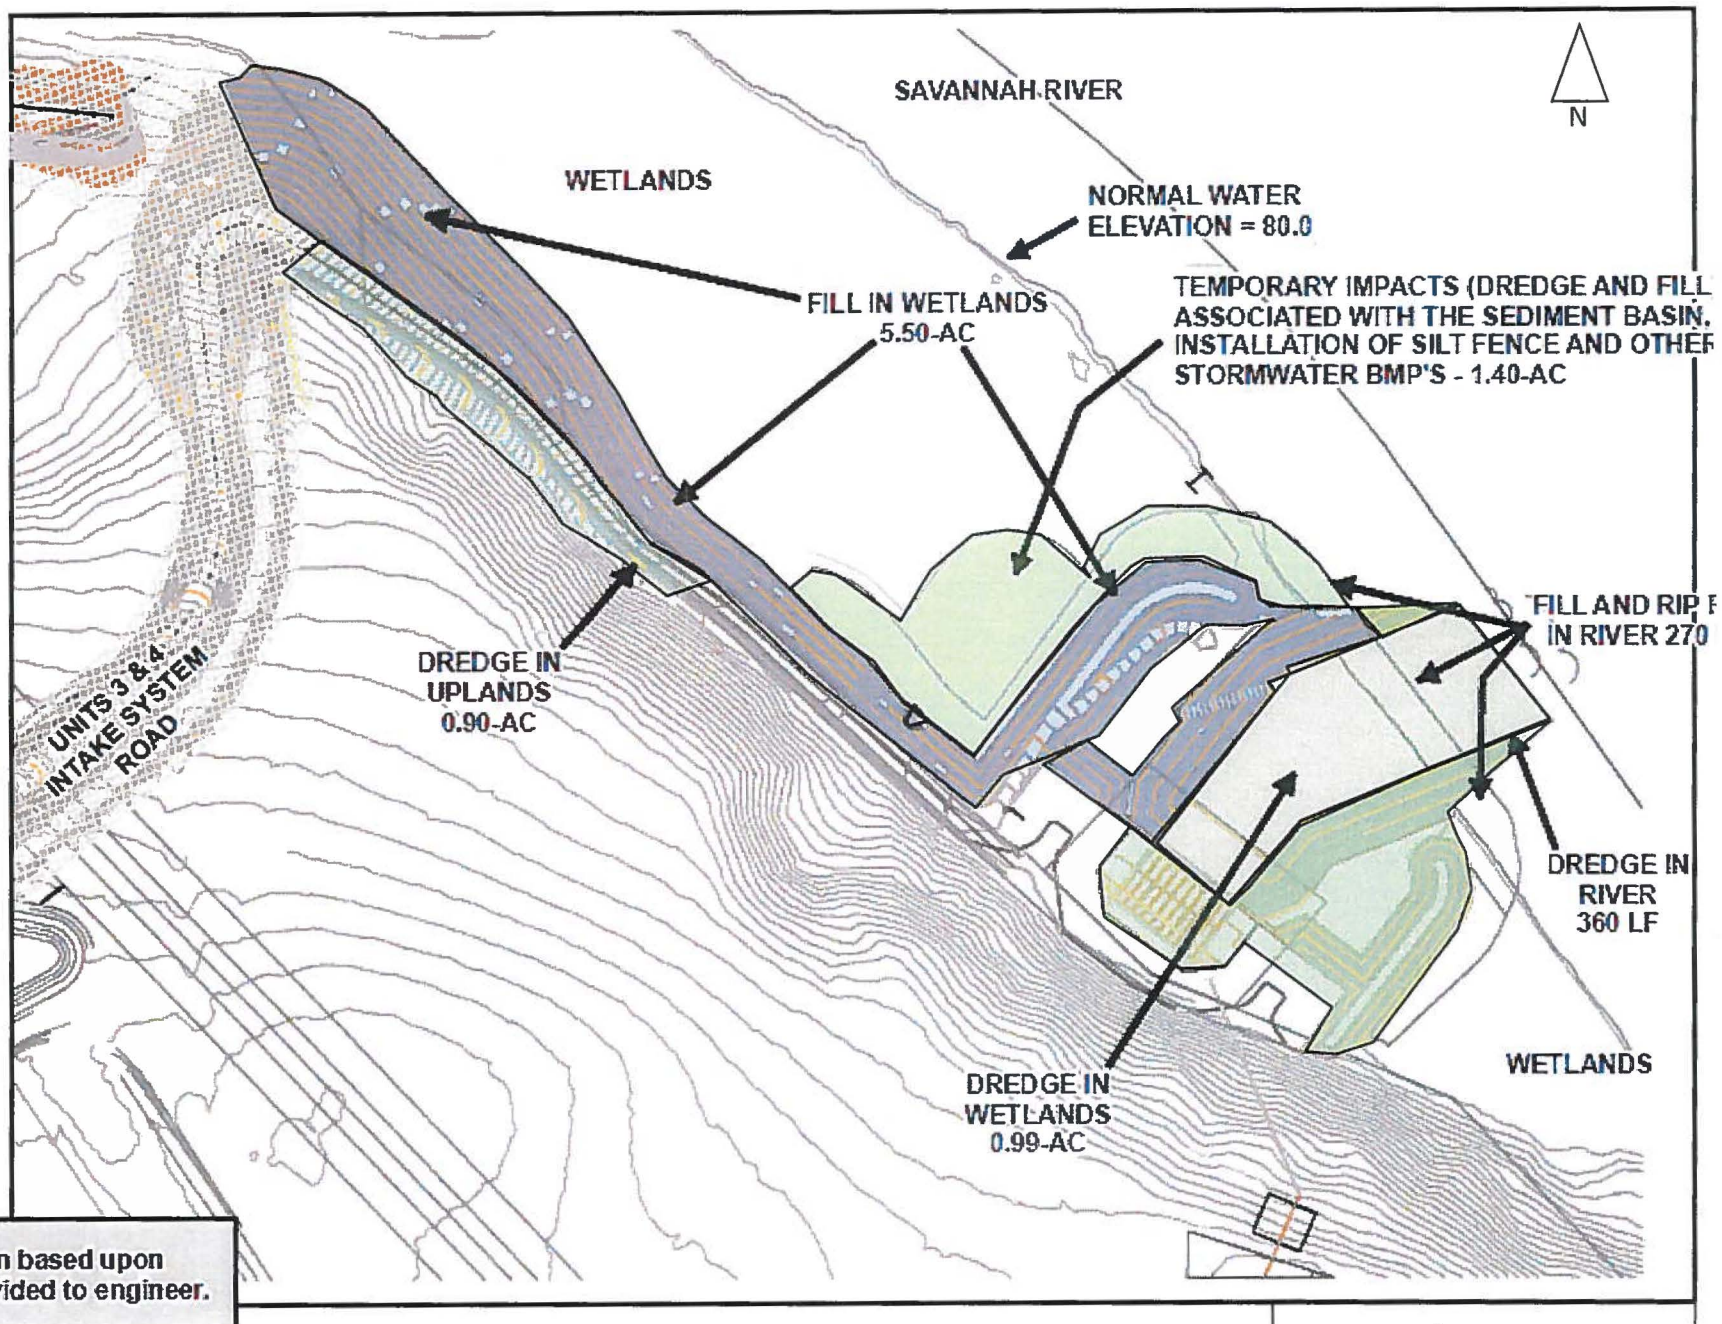 SAVANNAH RIVER
N
WETLANDS
NORMAL WATER
ELEVATION = 80.0
TEMPORARY IMPACTS (DREDGE AND FILL
ASSOCIATED WITH THE SEDIMENT BASIN,
INSTALLATION OF SILT FENCE AND OTHER
STORMWATER BMP'S - 1.40-AC
FILL IN WETLANDS
5.50-AC
FILL AND RIP
IN RIVER 270
DREDGE IN
UPLANDS
0.90-AC
UNITS 3 & 4
INTAKE SYSTEM
ROAD
DREDGE IN
RIVER
360 LF
WETLANDS
DREDGE IN
WETLANDS
0.99-AC
n based upon
vided to engineer.